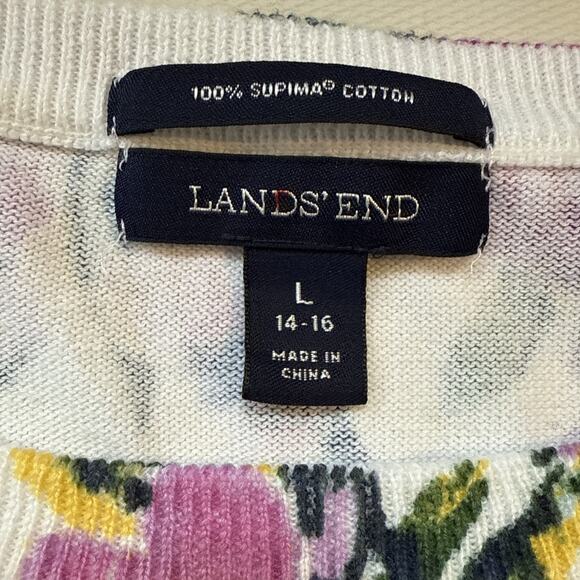 100% SUPIMA® COTTON
LANDS' END
L
14-16
MADE IN
CHINA